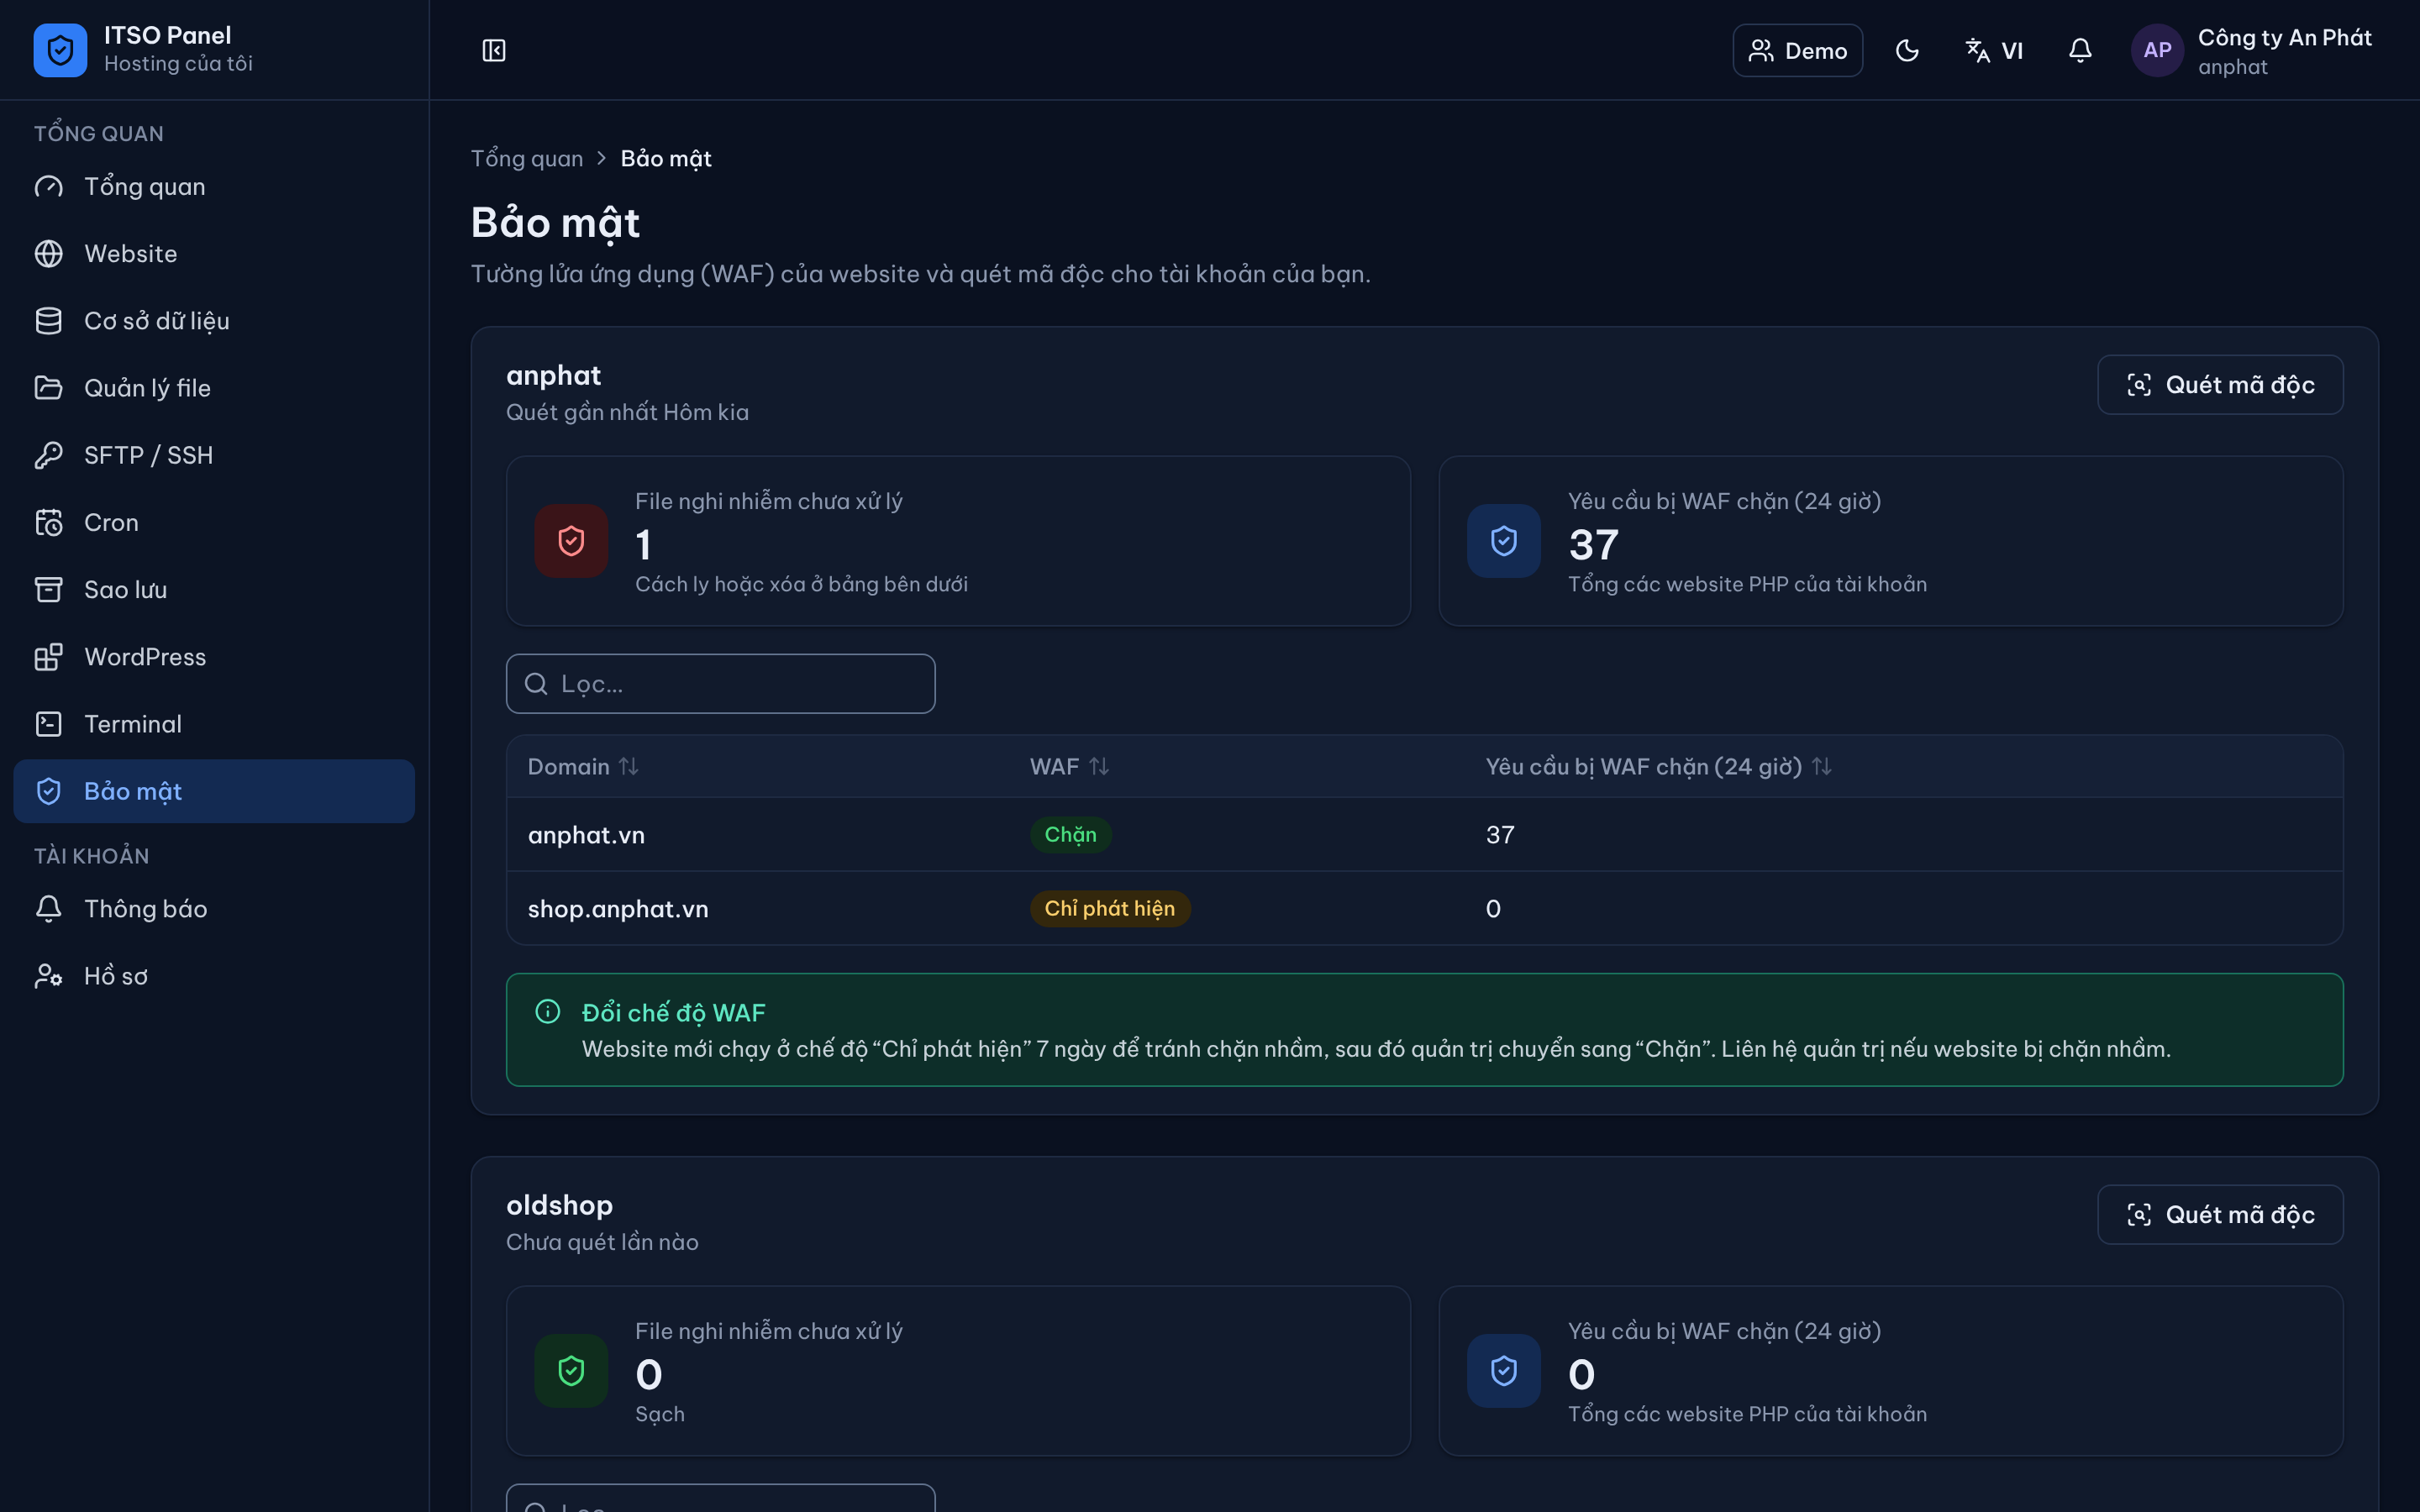 ITSO Panel
Hosting của tôi
Demo
VI
AP
Công ty An Phát
anphat
TỔNG QUAN
Tổng quan
Website
Cơ sở dữ liệu
Quản lý file
SFTP / SSH
Cron
Sao lưu
WordPress
Terminal
Bảo mật
TÀI KHOẢN
Thông báo
Hồ sơ
Tổng quan > Bảo mật
Bảo mật
Tường lửa ứng dụng (WAF) của website và quét mã độc cho tài khoản của bạn.
anphat
Quét gần nhất Hôm kia
Quét mã độc
File nghi nhiễm chưa xử lý
1
Cách ly hoặc xóa ở bảng bên dưới
Yêu cầu bị WAF chặn (24 giờ)
37
Tổng các website PHP của tài khoản
Lọc...
Domain WAF Yêu cầu bị WAF chặn (24 giờ)
anphat.vn Chặn 37
shop.anphat.vn Chỉ phát hiện 0
Đổi chế độ WAF
Website mới chạy ở chế độ “Chỉ phát hiện” 7 ngày để tránh chặn nhầm, sau đó quản trị chuyển sang “Chặn”. Liên hệ quản trị nếu website bị chặn nhầm.
oldshop
Chưa quét lần nào
Quét mã độc
File nghi nhiễm chưa xử lý
0
Sạch
Yêu cầu bị WAF chặn (24 giờ)
0
Tổng các website PHP của tài khoản